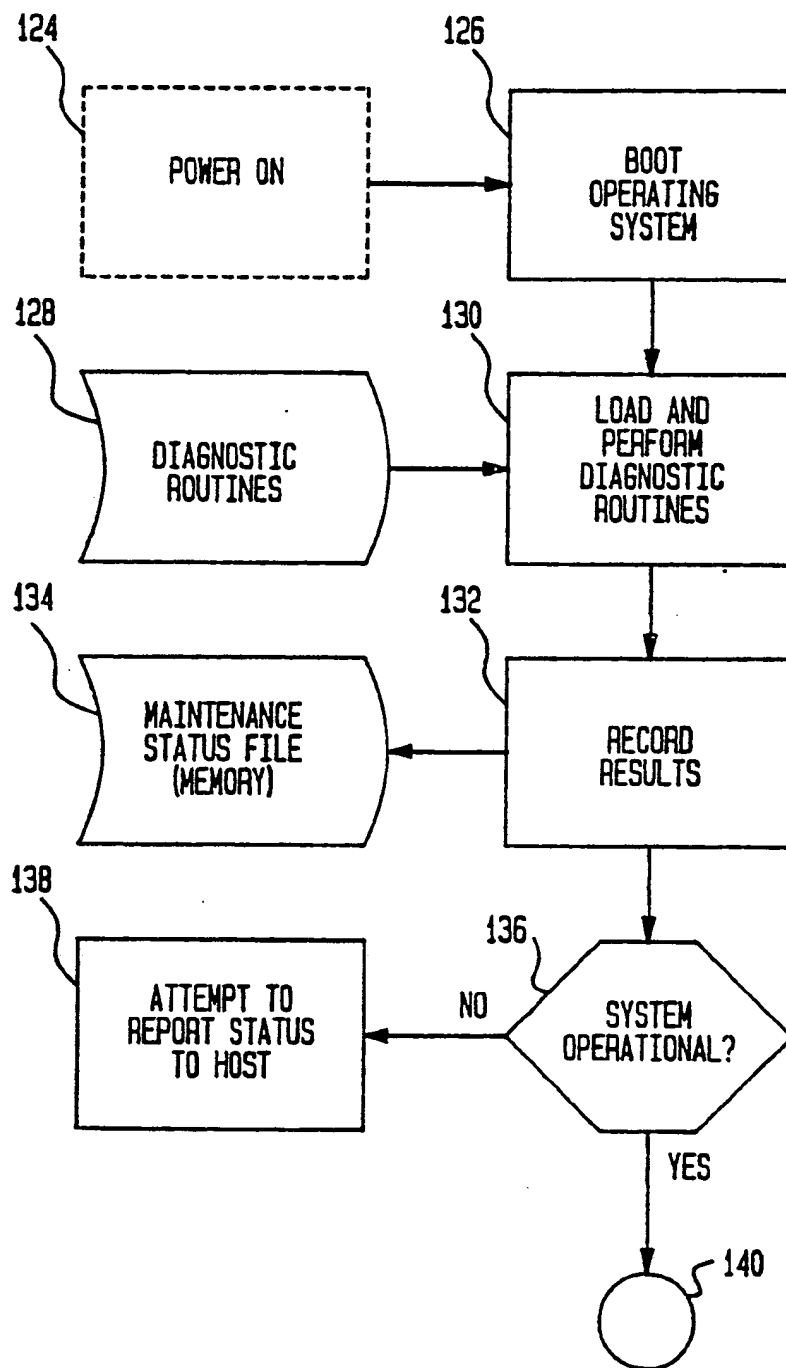 124
POWER ON
126
BOOT
OPERATING
SYSTEM
128
DIAGNOSTIC
ROUTINES
130
LOAD AND
PERFORM
DIAGNOSTIC
ROUTINES
134
MAINTENANCE
STATUS FILE
(MEMORY)
132
RECORD
RESULTS
138
ATTEMPT TO
REPORT STATUS
TO HOST
NO
136
SYSTEM
OPERATIONAL?
YES
140